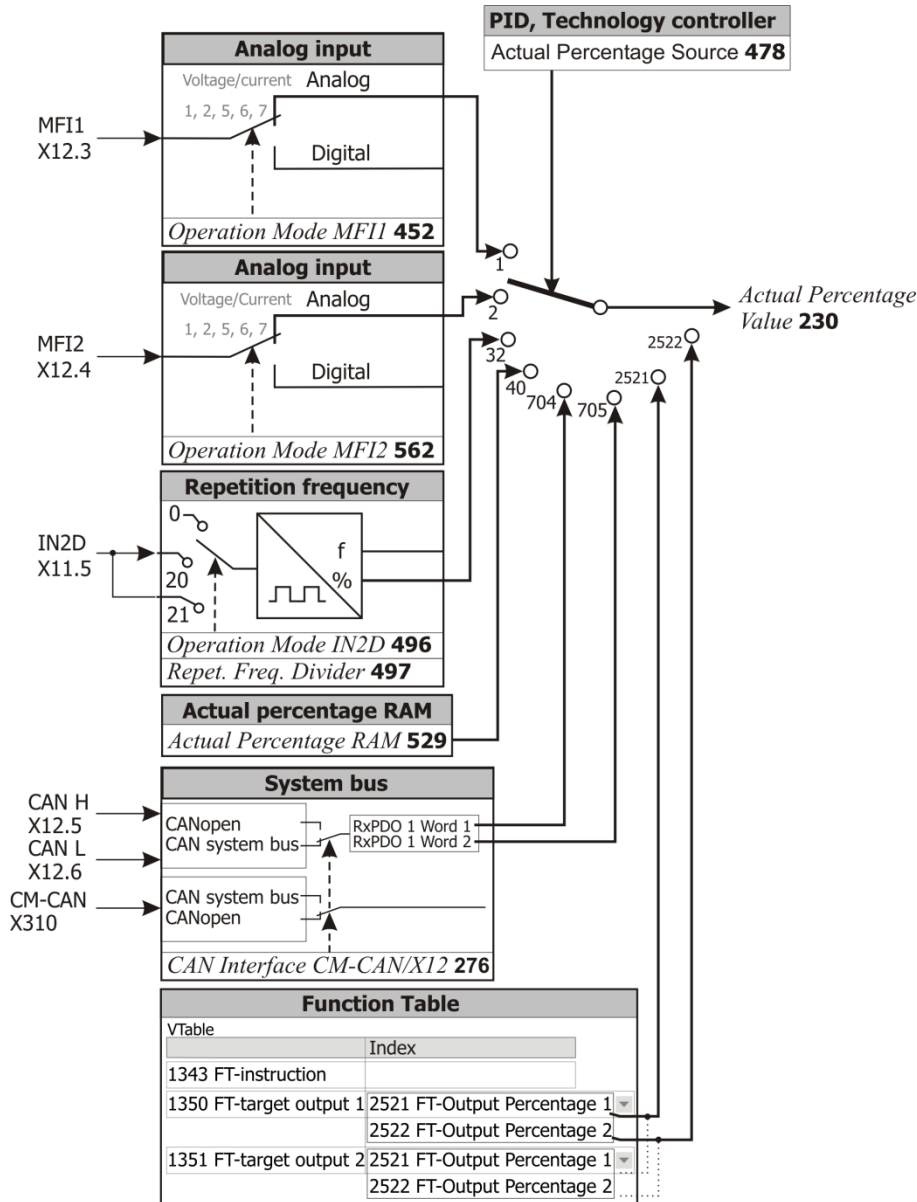 PID, Technology controller
Actual Percentage Source 478
Analog input
Voltage/current Analog
1, 2, 5, 6, 7
MFI1
X12.3
Digital
Operation Mode MFI1 452
1
Analog input
Voltage/Current Analog
1, 2, 5, 6, 7
MFI2
X12.4
Digital
Operation Mode MFI2 562
2
32
40
704
705
2521
2522
Actual Percentage
Value 230
Repetition frequency
0
IN2D
X11.5
20
21
f
%
Operation Mode IN2D 496
Repet. Freq. Divider 497
Actual percentage RAM
Actual Percentage RAM 529
System bus
CAN H
X12.5
CAN L
X12.6
CM-CAN
X310
CANopen
CAN system bus
RxPDO 1 Word 1
RxPDO 1 Word 2
CAN system bus
CANopen
CAN Interface CM-CAN/X12 276
Function Table
VTable
Index
1343 FT-instruction
1350 FT-target output 1 2521 FT-Output Percentage 1
2522 FT-Output Percentage 2
1351 FT-target output 2 2521 FT-Output Percentage 1
2522 FT-Output Percentage 2